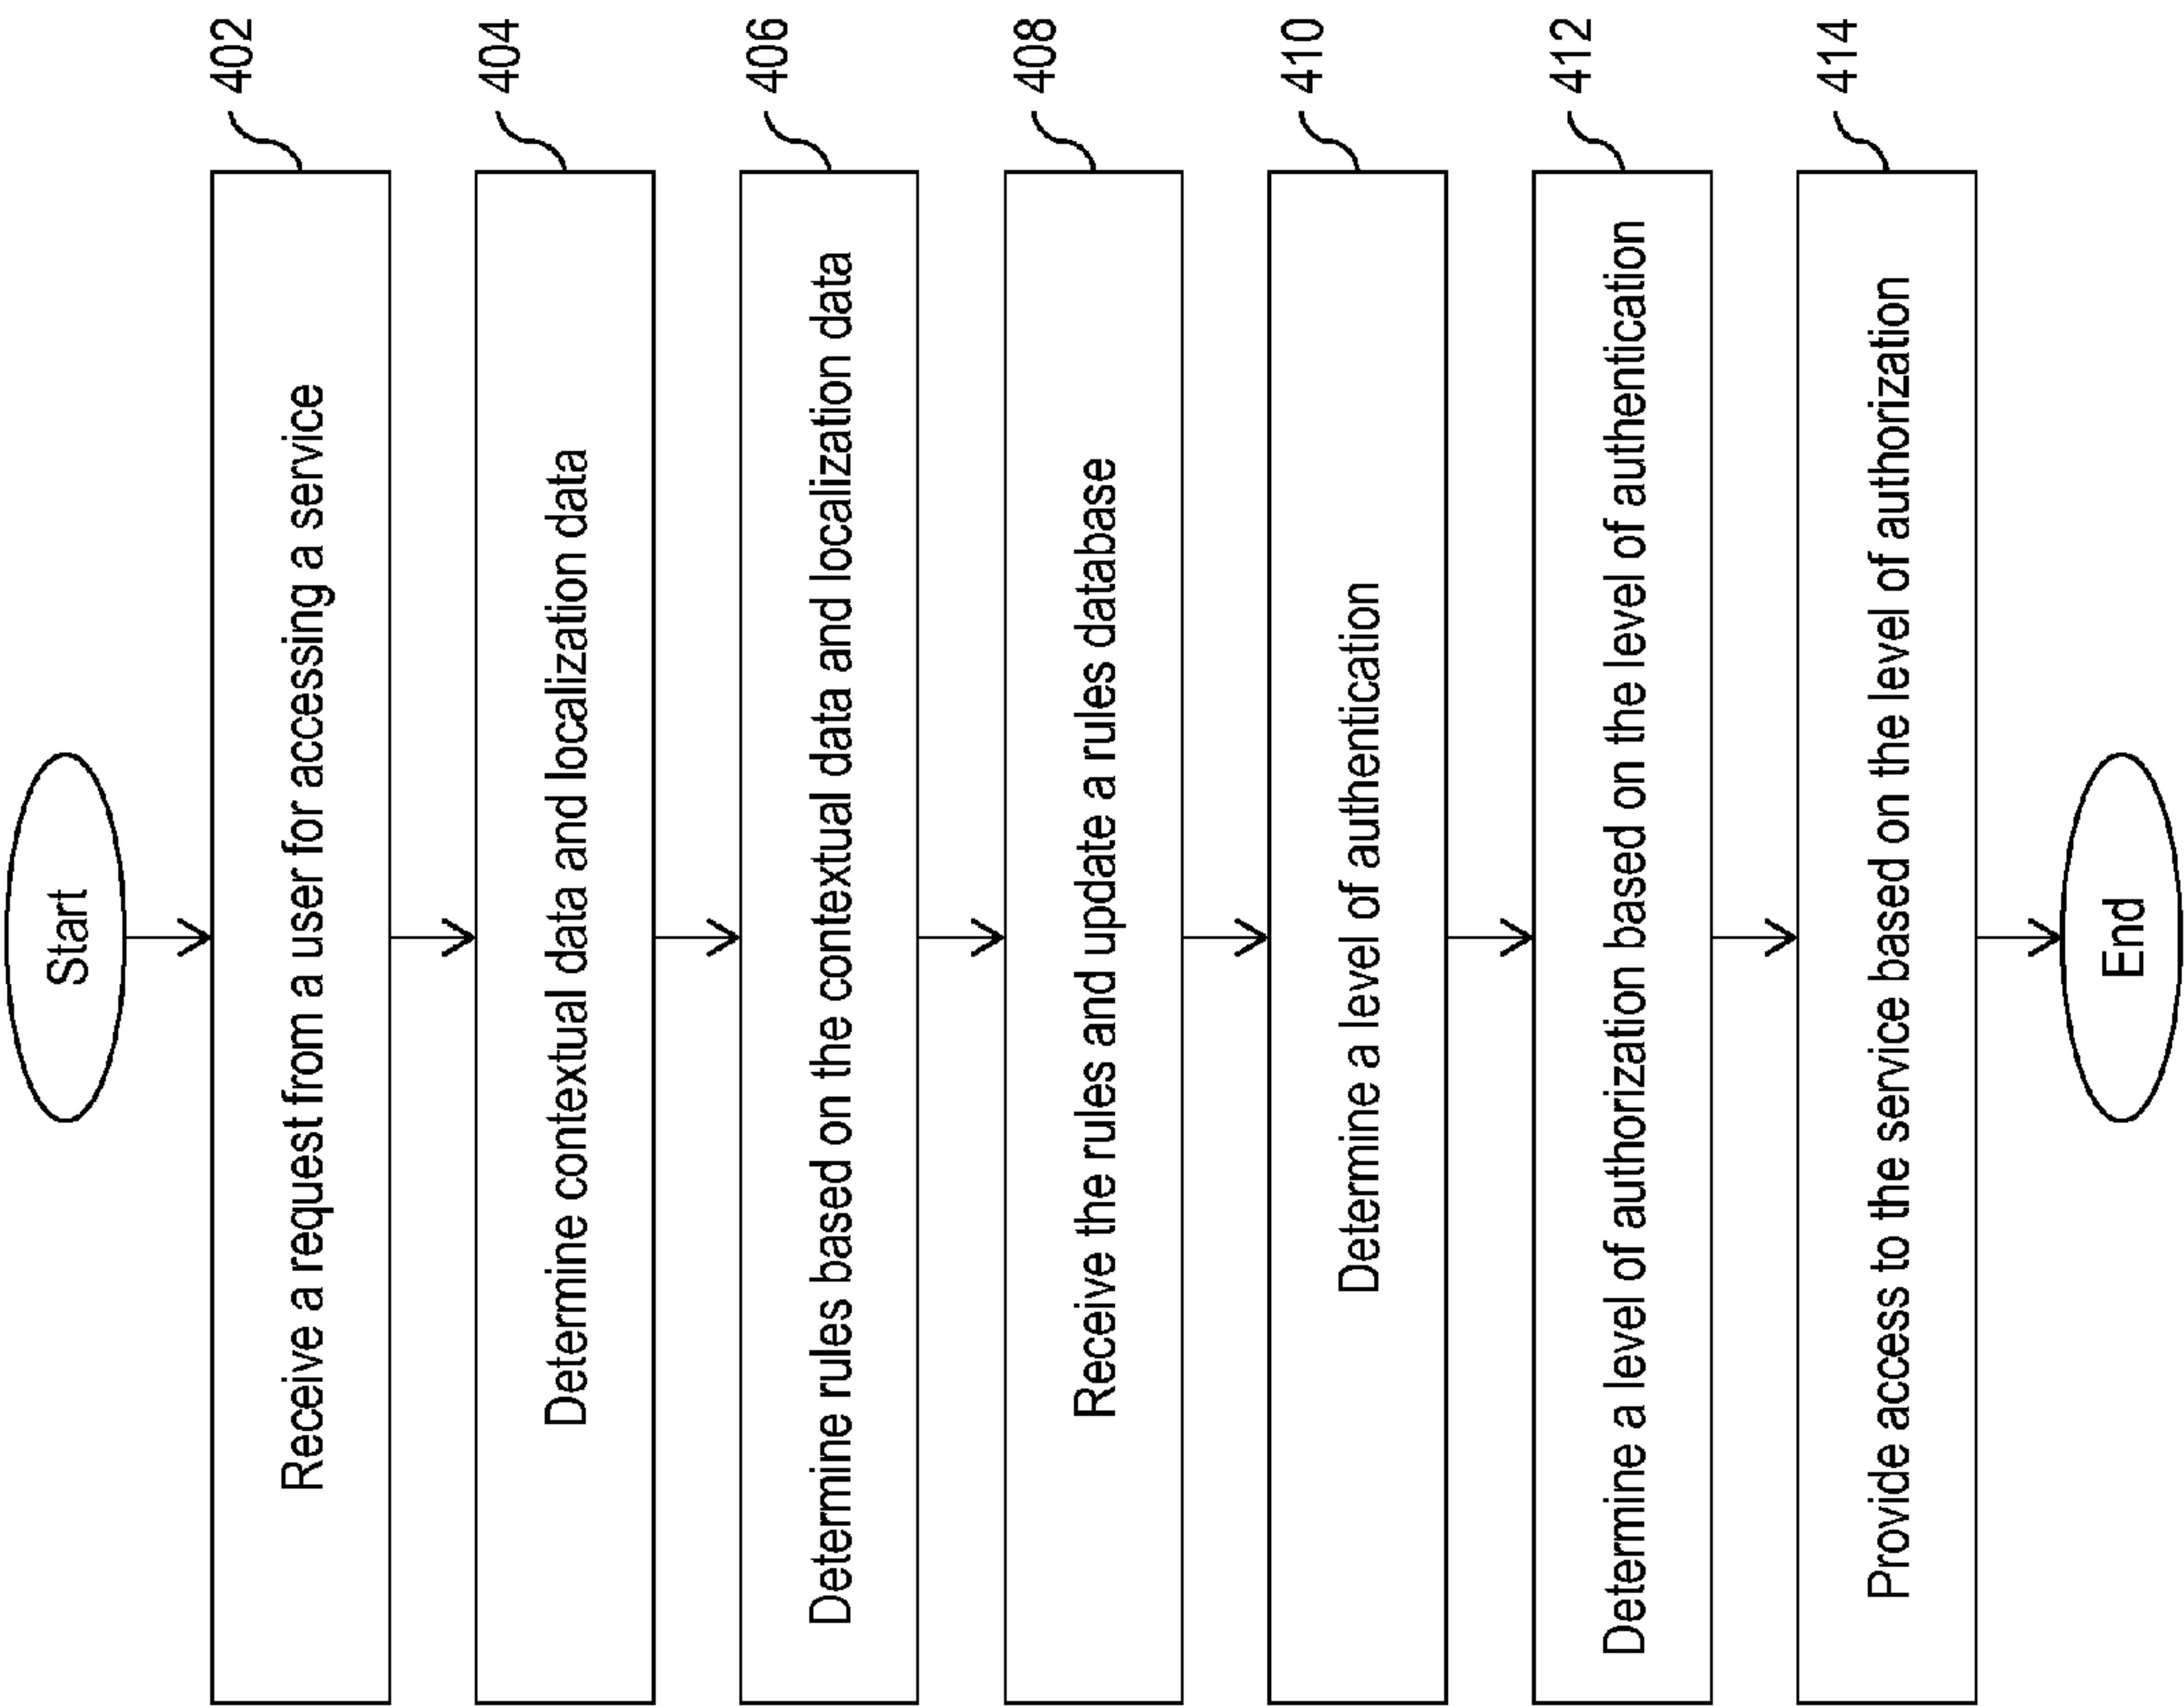 Start
Receive a request from a user for accessing a service
402
Determine contextual data and localization data
404
Determine rules based on the contextual data and localization data
406
Receive the rules and update a rules database
408
Determine a level of authentication
410
Determine a level of authorization based on the level of authentication
412
Provide access to the service based on the level of authorization
414
End